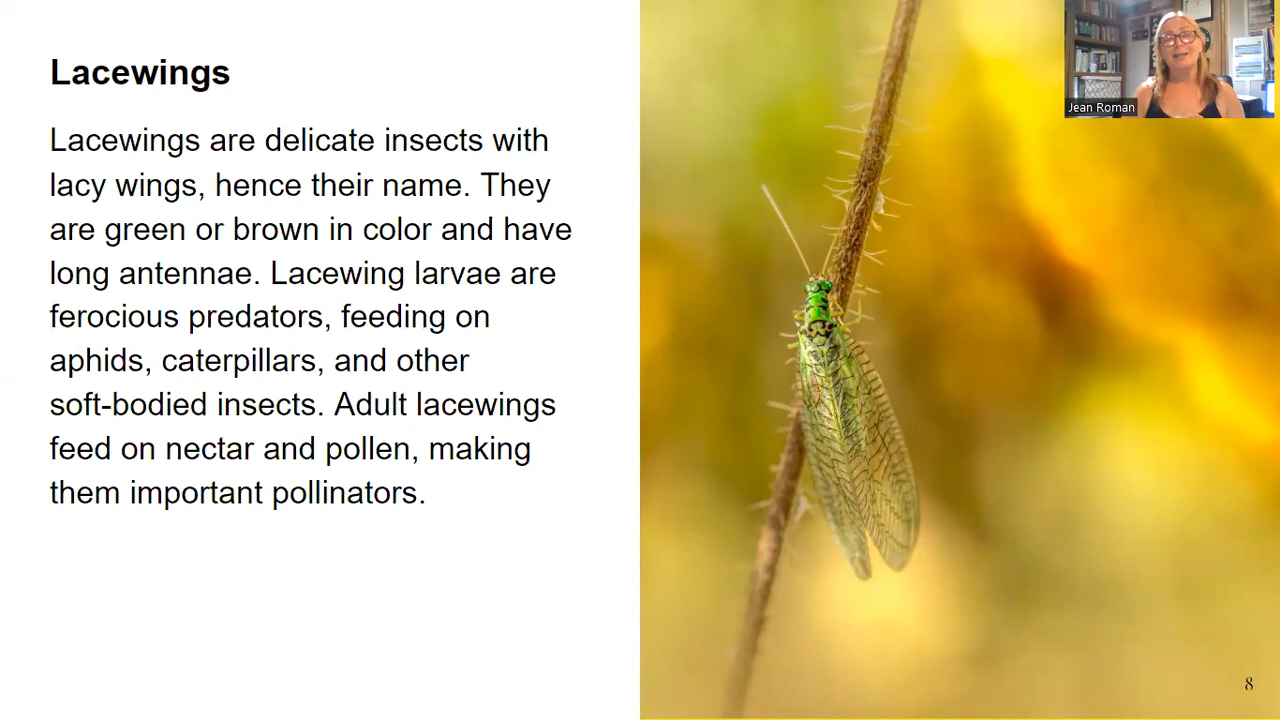 Lacewings
Lacewings are delicate insects with
lacy wings, hence their name. They
are green or brown in color and have
long antennae. Lacewing larvae are
ferocious predators, feeding on
aphids, caterpillars, and other
soft-bodied insects. Adult lacewings
feed on nectar and pollen, making
them important pollinators.
Jean Roman
8